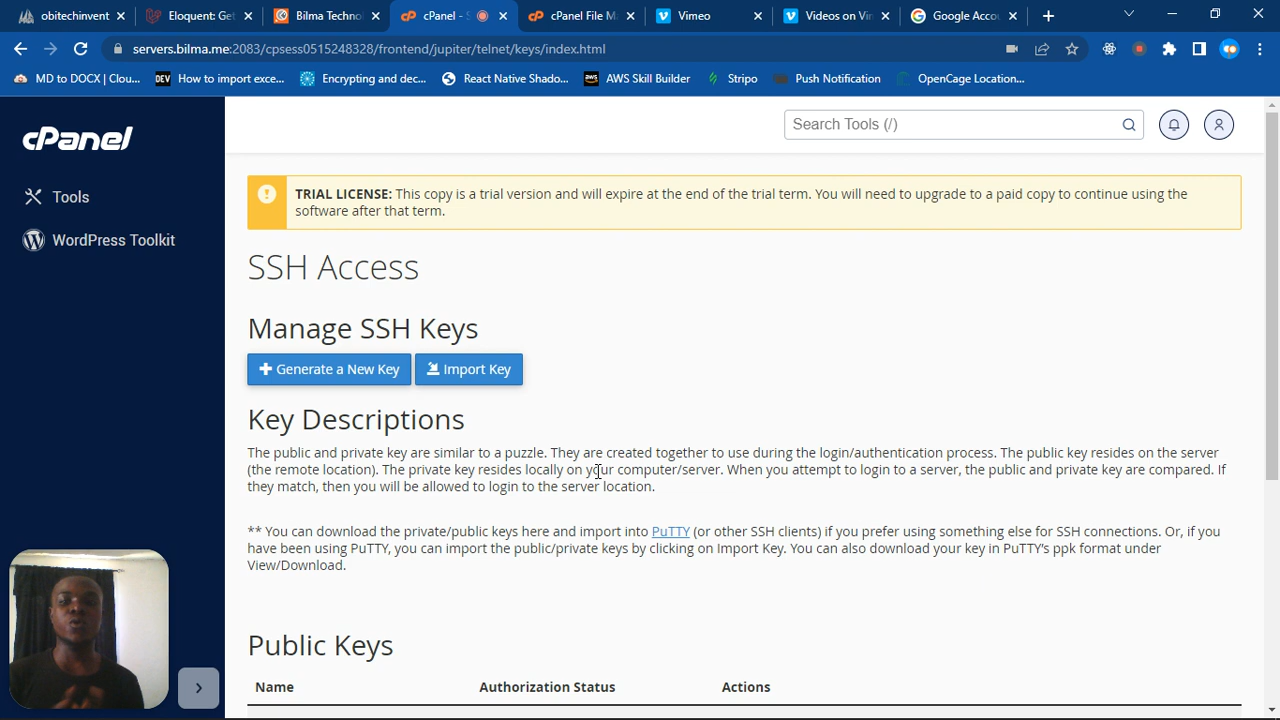 obitechinvent
Eloquent: Get
Bilma Techno
cPanel - S
cPanel File M
Vimeo
Videos on Vim
Google Accou
servers.bilma.me:2083/cpsess0515248328/frontend/jupiter/telnet/keys/index.html
MD to DOCX | Clou...
DEV
How to import exce...
Encrypting and dec...
React Native Shado...
aws
AWS Skill Builder
Stripo
Push Notification
OpenCage Location...
cPanel
Search Tools (/)
Tools
WordPress Toolkit
TRIAL LICENSE: This copy is a trial version and will expire at the end of the trial term. You will need to upgrade to a paid copy to continue using the
software after that term.
SSH Access
Manage SSH Keys
Generate a New Key
Import Key
Key Descriptions
The public and private key are similar to a puzzle. They are created together to use during the login/authentication process. The public key resides on the server
(the remote location). The private key resides locally on your computer/server. When you attempt to login to a server, the public and private key are compared. If
they match, then you will be allowed to login to the server location.
** You can download the private/public keys here and import into PuTTY (or other SSH clients) if you prefer using something else for SSH connections. Or, if you
have been using PuTTY, you can import the public/private keys by clicking on Import Key. You can also download your key in PuTTY's ppk format under
View/Download.
Public Keys
Name
Authorization Status
Actions